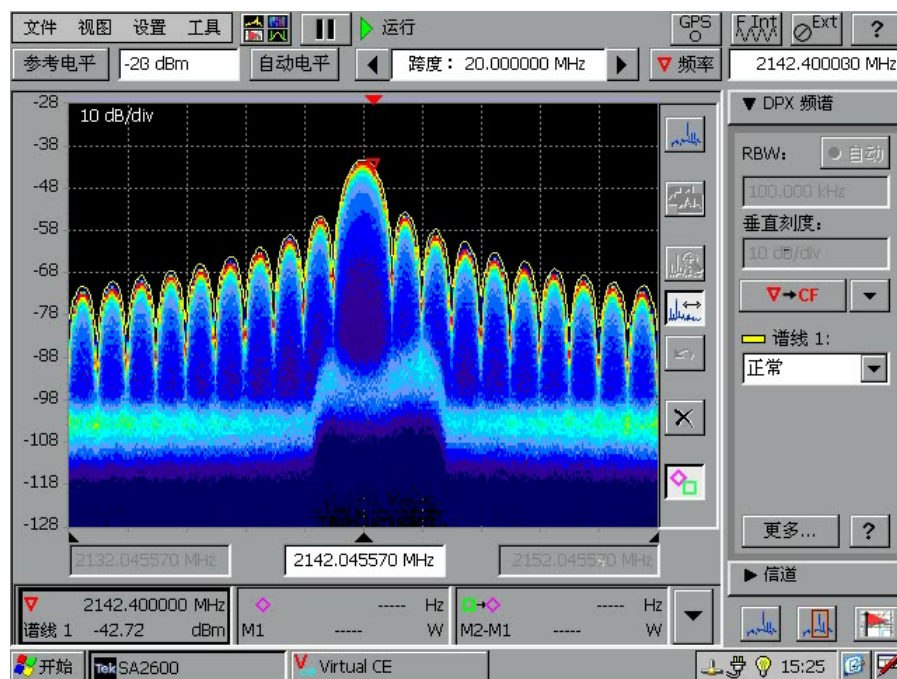 文件 视图 设置 工具 运行 GPS F Int Ext ?
参考电平 -28 dBm 自动电平 跨度: 20.000000 MHz 频率 2142.400000 MHz
-28
10 dB/div
-38
-48
-58
-68
-78
-88
-98
-108
-118
-128
▼ DPX 频谱
RBW: 自动
100.000 kHz
垂直刻度:
10 dB/div
→CF
谱线 1:
正常
更多... ?
2132.045570 MHz 2142.045570 MHz 2152.045570 MHz
▶ 信道
2142.400000 MHz ----- Hz ----- Hz
谱线 1 -42.72 dBm M1 ----- W M2-M1 ----- W
开始 Tek SA2600 Virtual CE 15:25